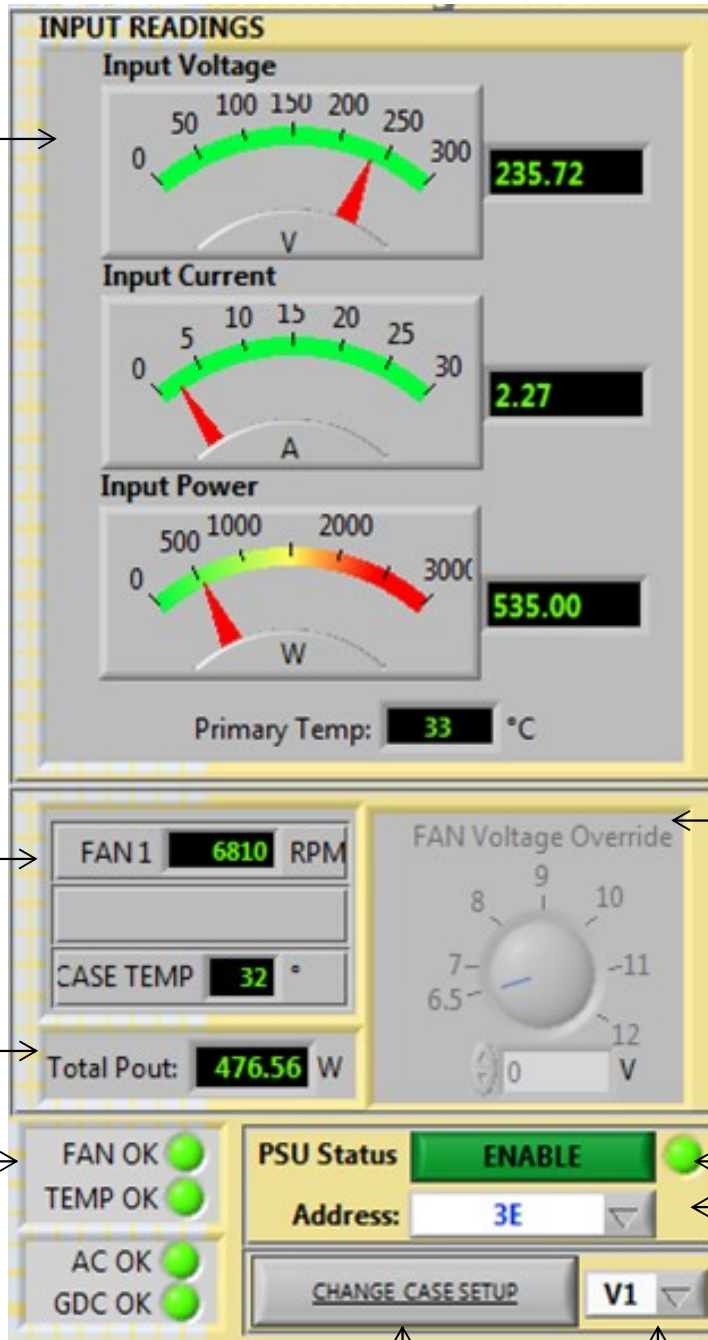 INPUT READINGS
Input Voltage
0 50 100 150 200 250 300
V
235.72
Input Current
0 5 10 15 20 25 30
A
2.27
Input Power
0 500 1000 2000 3000
W
535.00
Primary Temp: 33 °C
FAN 1 6810 RPM
CASE TEMP 32 °
Total Pout: 476.56 W
FAN Voltage Override
6.5 7 8 9 10 11 12
0 V
FAN OK
TEMP OK
AC OK
GDC OK
PSU Status ENABLE
Address: 3E
CHANGE CASE SETUP V1